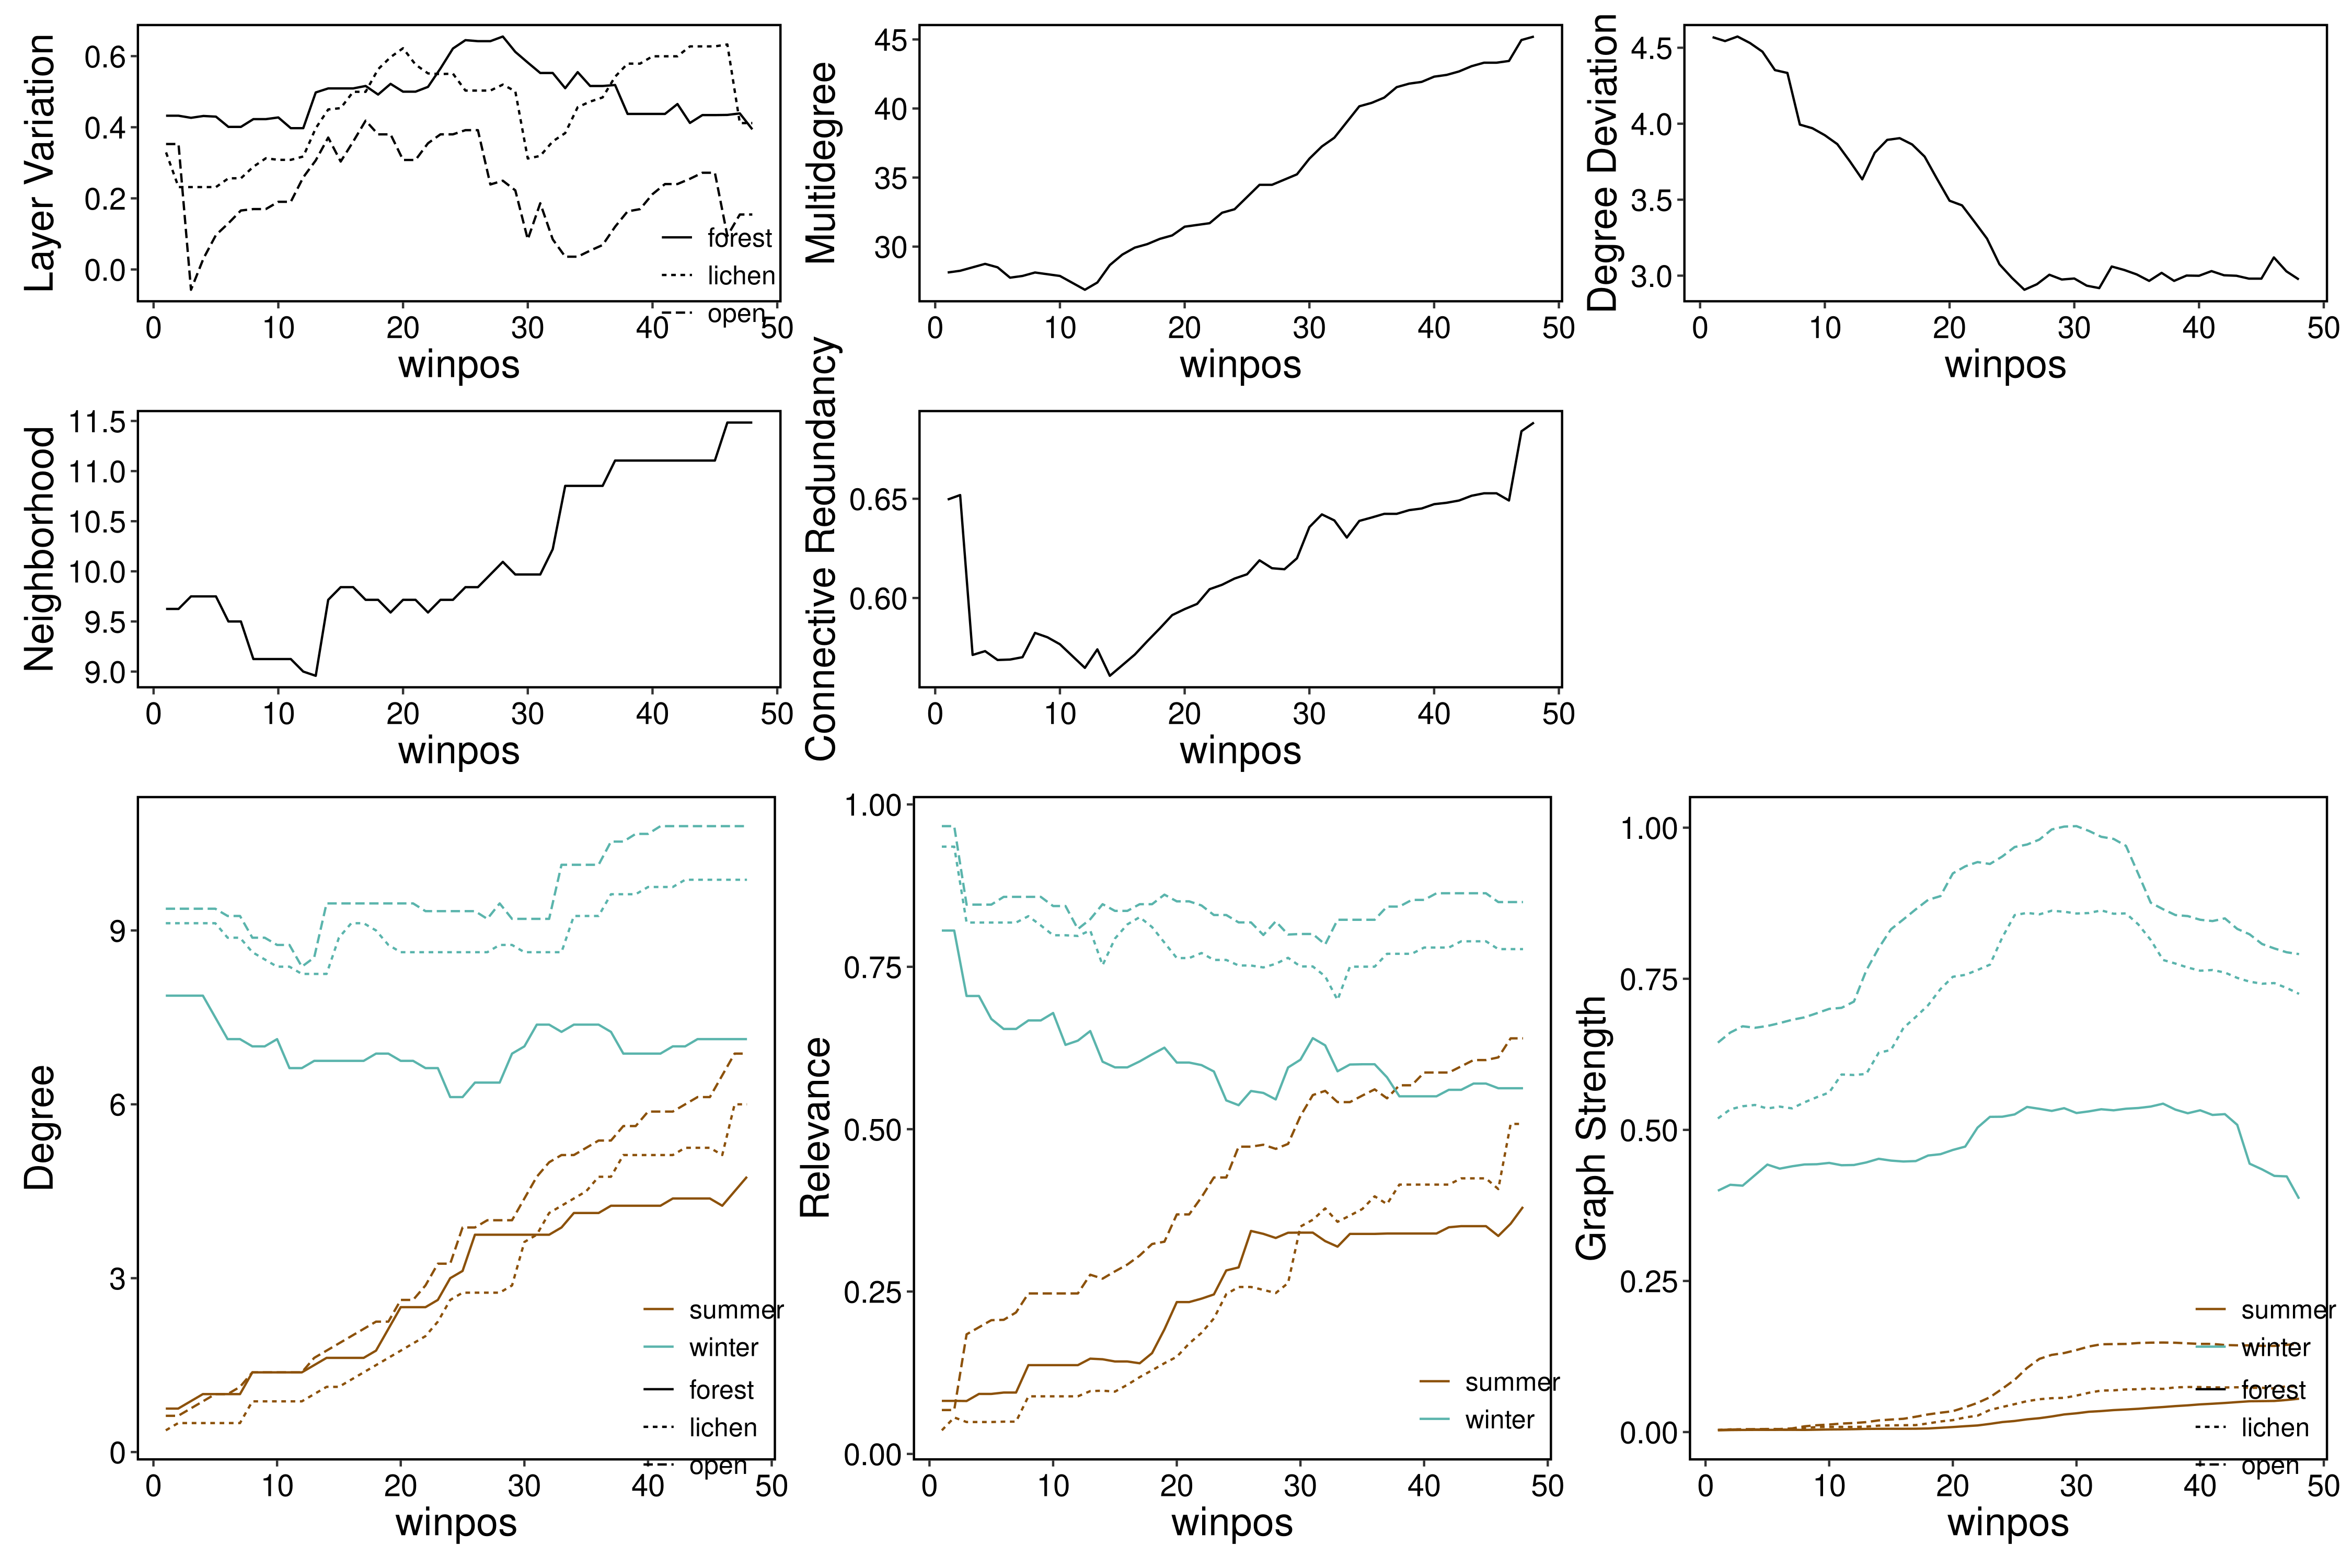 Layer Variation
0.6
0.4
0.2
0.0
forest
lichen
open
0 10 20 30 40 50
winpos
Multidegree
45
40
35
30
0 10 20 30 40 50
winpos
Degree Deviation
4.5
4.0
3.5
3.0
0 10 20 30 40 50
winpos
Neighborhood
11.5
11.0
10.5
10.0
9.5
9.0
0 10 20 30 40 50
winpos
Connective Redundancy
0.65
0.60
0 10 20 30 40 50
winpos
Degree
9
6
3
0
summer
winter
forest
lichen
open
0 10 20 30 40 50
winpos
Relevance
1.00
0.75
0.50
0.25
0.00
summer
winter
0 10 20 30 40 50
winpos
Graph Strength
1.00
0.75
0.50
0.25
0.00
summer
winter
forest
lichen
open
0 10 20 30 40 50
winpos